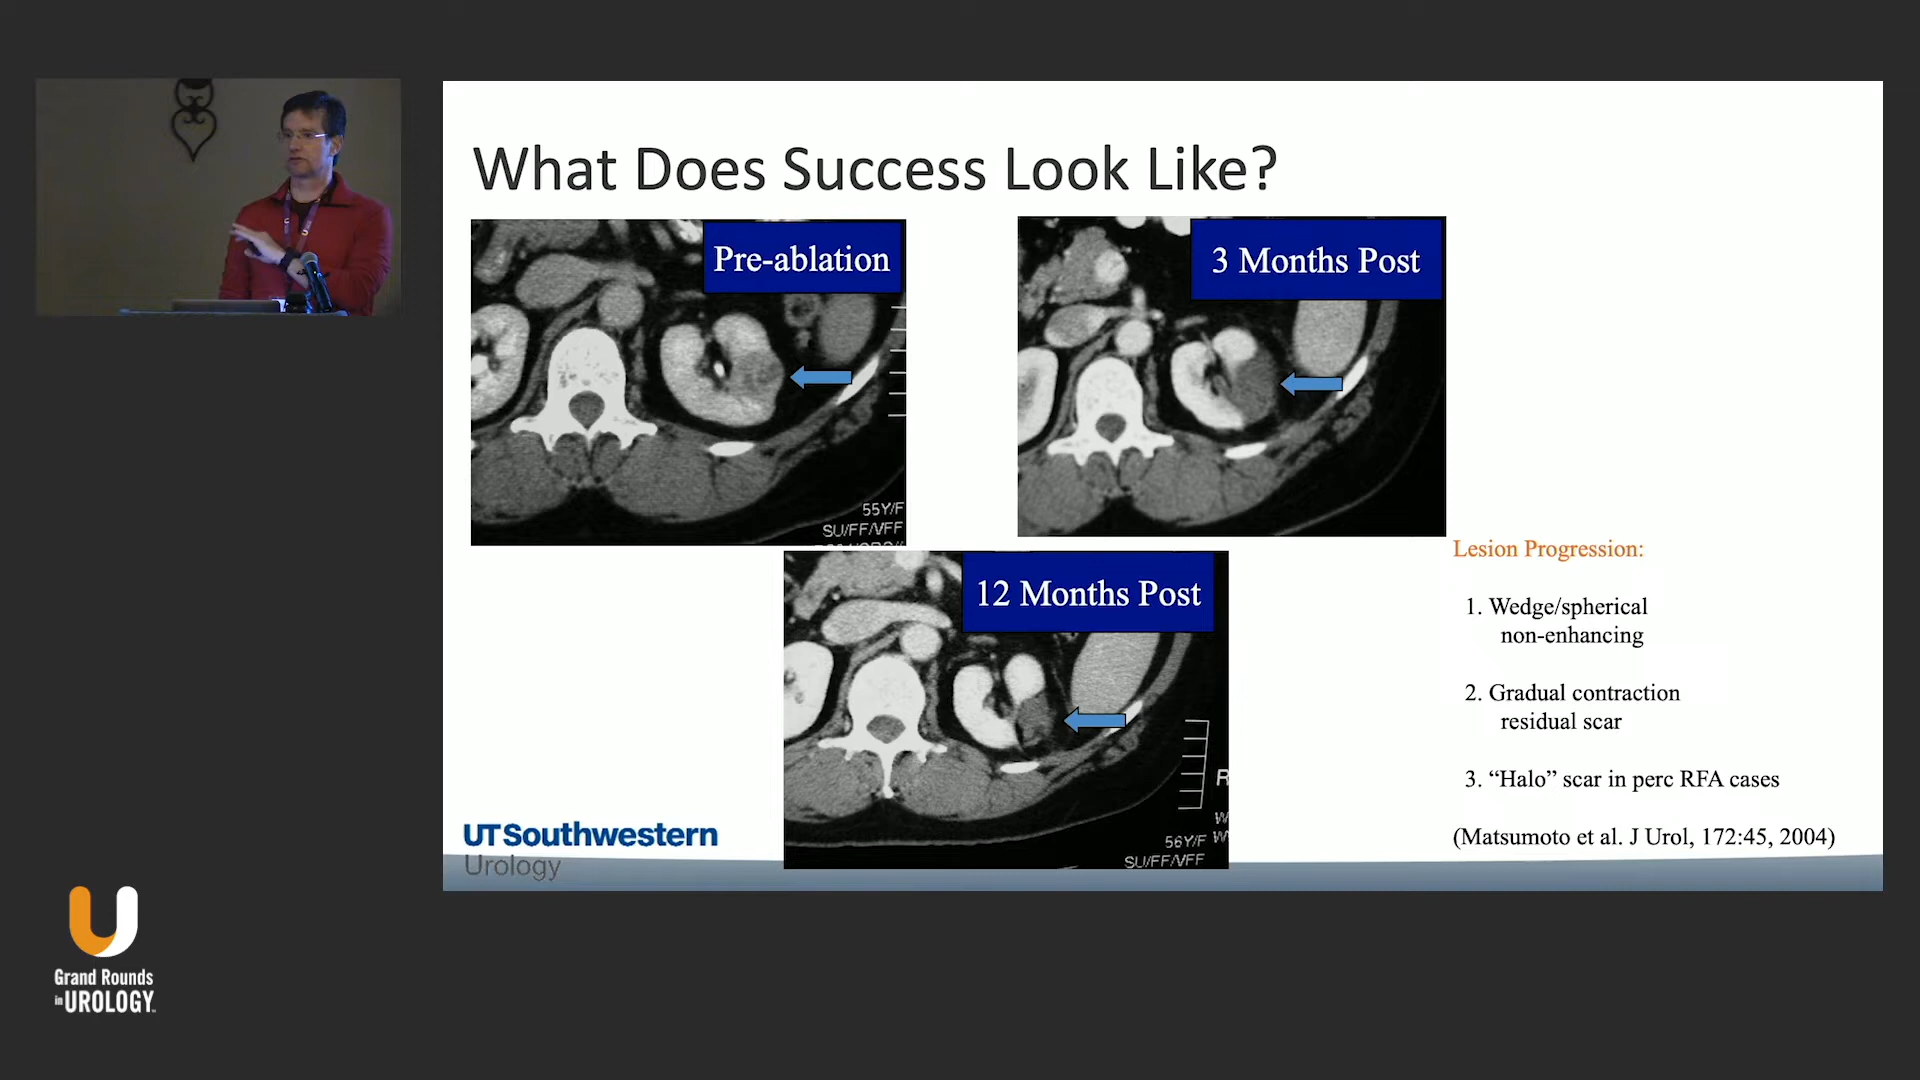 What Does Success Look Like?
Pre-ablation
3 Months Post
55Y/F
SU/FF/VFF
12 Months Post
R
W
W
56Y/F
SU/FF/VFF
Lesion Progression:
1. Wedge/spherical
non-enhancing
2. Gradual contraction
residual scar
3. “Halo” scar in perc RFA cases
(Matsumoto et al. J Urol, 172:45, 2004)
UTSouthwestern
Urology
Grand Rounds
in UROLOGY